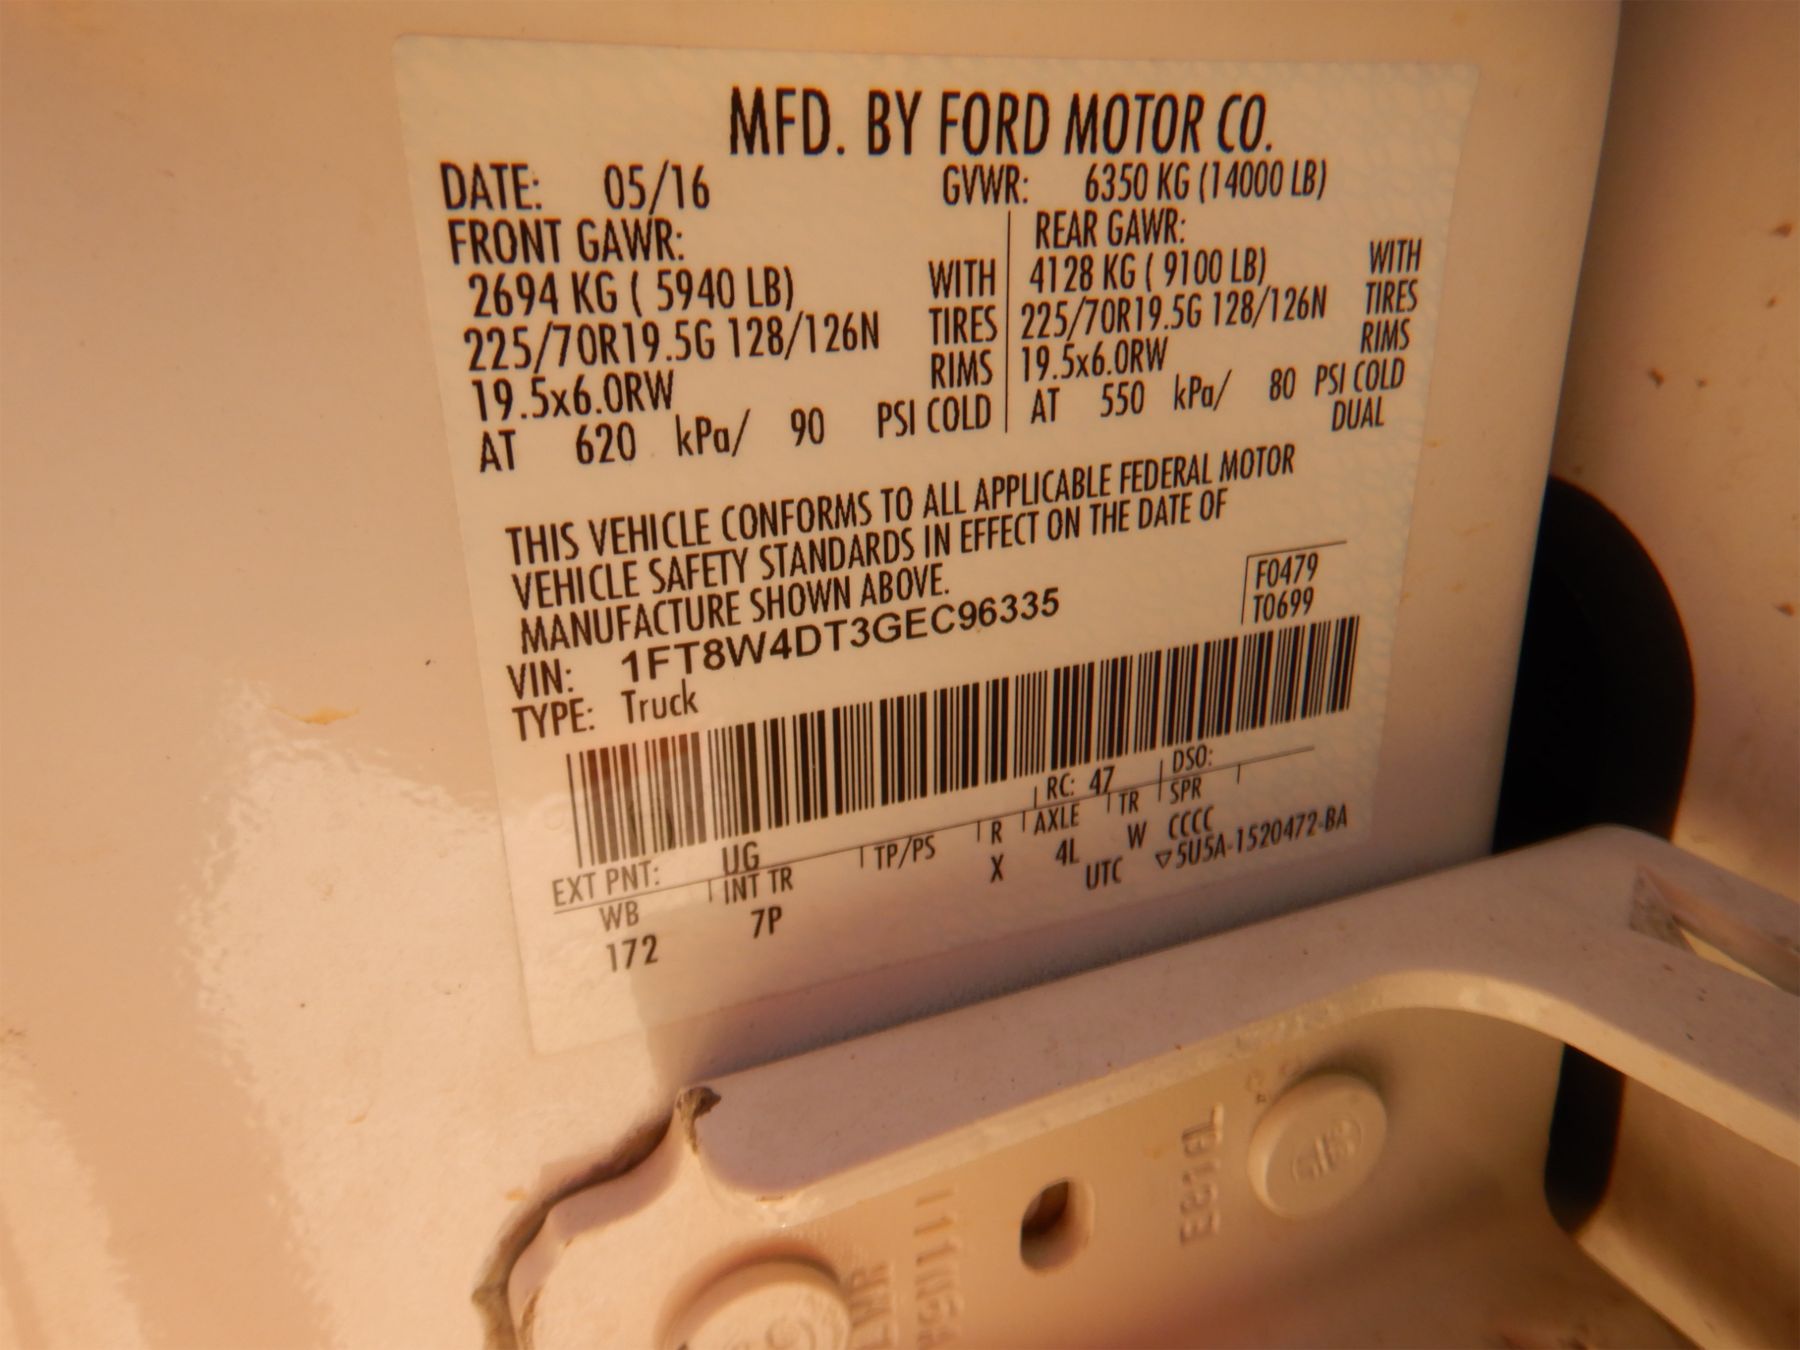 MFD. BY FORD MOTOR CO.
DATE: 05/16 GVWR: 6350 KG (14000 LB)
FRONT GAWR: REAR GAWR:
2694 KG ( 5940 LB) WITH 4128 KG ( 9100 LB) WITH
225/70R19.5G 128/126N TIRES 225/70R19.5G 128/126N TIRES
19.5x6.0RW RIMS 19.5x6.0RW RIMS
AT 620 kPa/ 90 PSI COLD AT 550 kPa/ 80 PSI COLD
DUAL
THIS VEHICLE CONFORMS TO ALL APPLICABLE FEDERAL MOTOR
VEHICLE SAFETY STANDARDS IN EFFECT ON THE DATE OF
MANUFACTURE SHOWN ABOVE.
F0479
T0699
VIN: 1FT8W4DT3GEC96335
TYPE: Truck
EXT PNT: UG RC: 47 DSO:
WB INT TR TP/PS R AXLE TR SPR
172 7P X 4L W CCCC
UTC ▽5U5A-1520472-BA